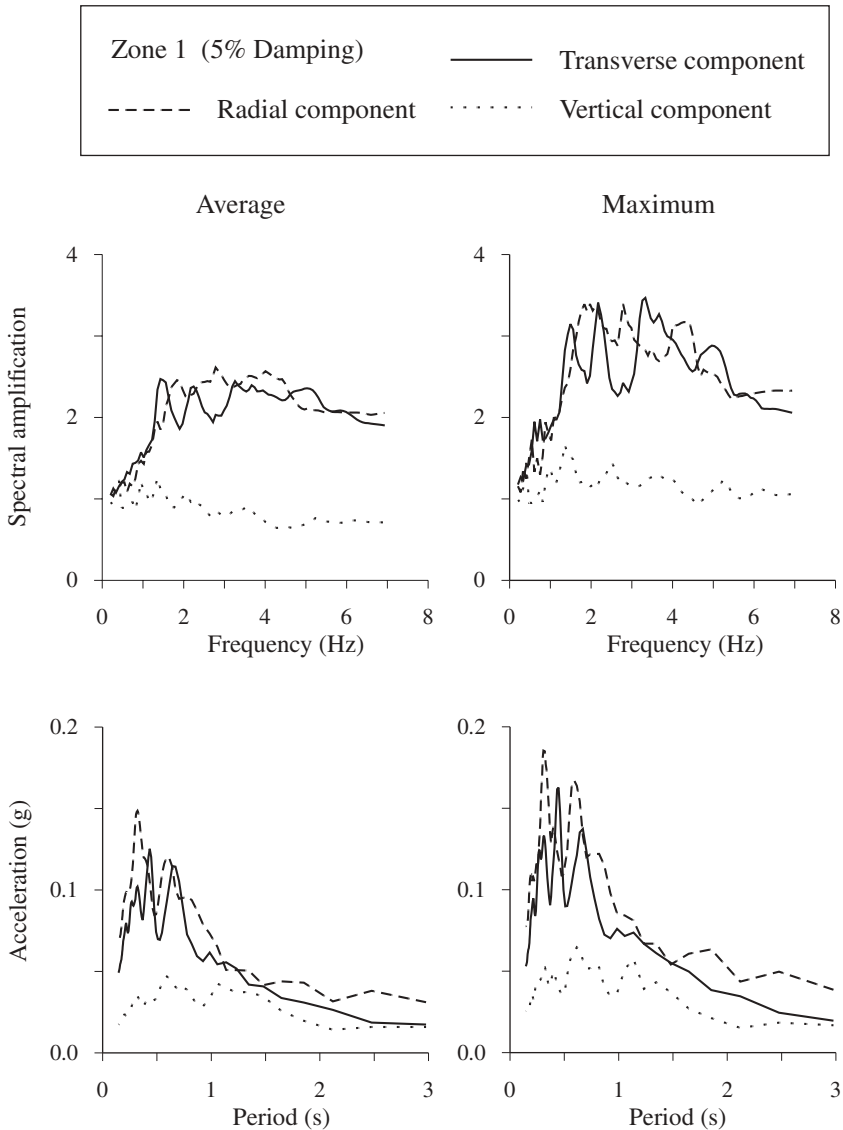 Zone 1 (5% Damping)
Transverse component
Radial component
Vertical component
Average
Maximum
Spectral amplification
4
2
0
0 2 4 6 8
Frequency (Hz)
4
2
0
0 2 4 6 8
Frequency (Hz)
Acceleration (g)
0.2
0.1
0.0
0 1 2 3
Period (s)
0.2
0.1
0.0
0 1 2 3
Period (s)